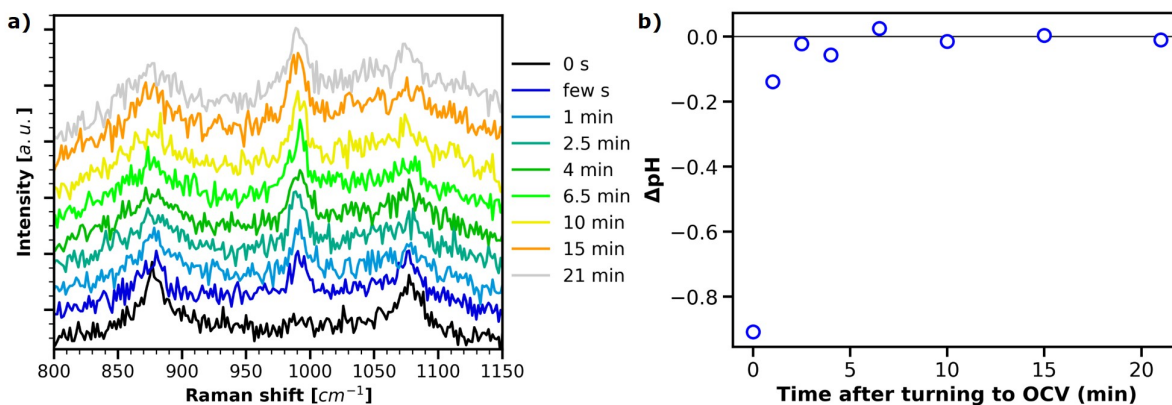 a)
Intensity [a.u.]
800 850 900 950 1000 1050 1100 1150
Raman shift [cm⁻¹]
0 s
few s
1 min
2.5 min
4 min
6.5 min
10 min
15 min
21 min
b)
ΔpH
0.0
−0.2
−0.4
−0.6
−0.8
0 5 10 15 20
Time after turning to OCV (min)